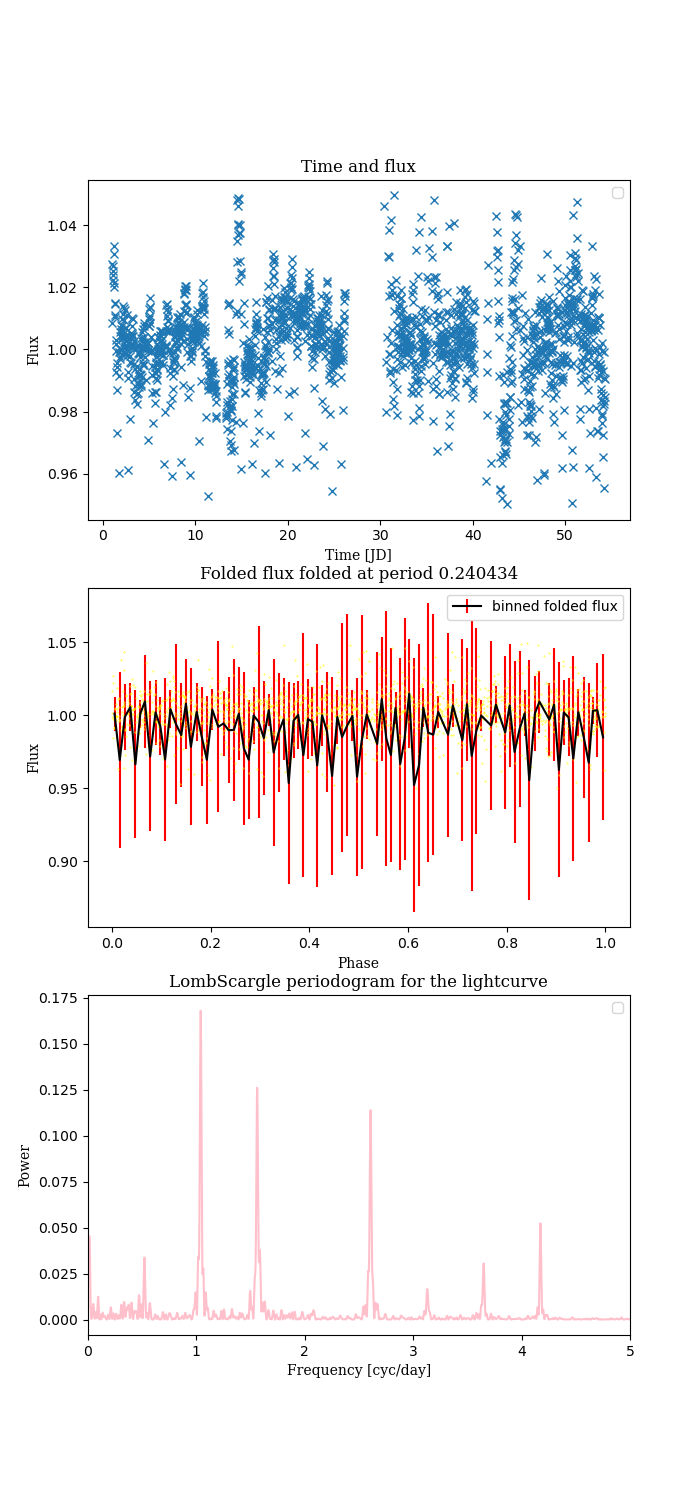 Time and flux
Flux
1.04
1.02
1.00
0.98
0.96
0 10 20 30 40 50
Time [JD]
Folded flux folded at period 0.240434
binned folded flux
Flux
1.05
1.00
0.95
0.90
0.0 0.2 0.4 0.6 0.8 1.0
Phase
LombScargle periodogram for the lightcurve
Power
0.175
0.150
0.125
0.100
0.075
0.050
0.025
0.000
0 1 2 3 4 5
Frequency [cyc/day]